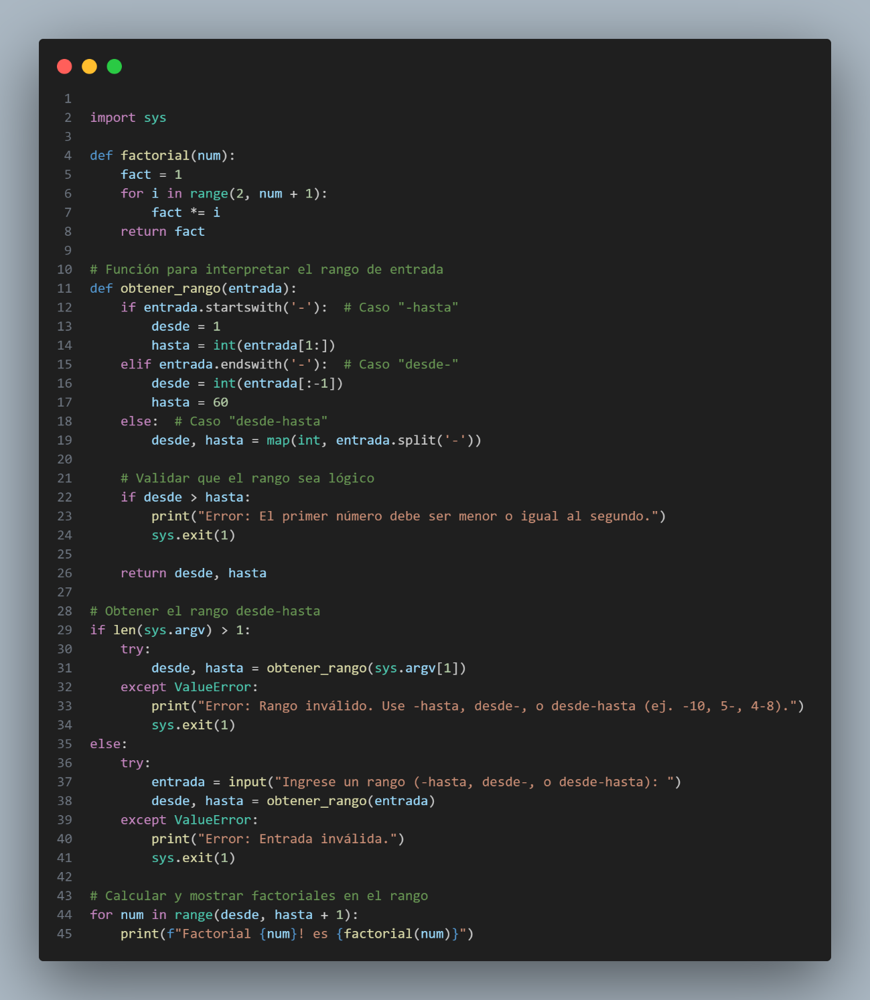 1
2 import sys
3
4 def factorial(num):
5     fact = 1
6     for i in range(2, num + 1):
7         fact *= i
8     return fact
9
10 # Función para interpretar el rango de entrada
11 def obtener_rango(entrada):
12     if entrada.startswith('-'):  # Caso "-hasta"
13         desde = 1
14         hasta = int(entrada[1:])
15     elif entrada.endswith('-'):  # Caso "desde-"
16         desde = int(entrada[:-1])
17         hasta = 60
18     else:  # Caso "desde-hasta"
19         desde, hasta = map(int, entrada.split('-'))
20
21     # Validar que el rango sea lógico
22     if desde > hasta:
23         print("Error: El primer número debe ser menor o igual al segundo.")
24         sys.exit(1)
25
26     return desde, hasta
27
28 # Obtener el rango desde-hasta
29 if len(sys.argv) > 1:
30     try:
31         desde, hasta = obtener_rango(sys.argv[1])
32     except ValueError:
33         print("Error: Rango inválido. Use -hasta, desde-, o desde-hasta (ej. -10, 5-, 4-8).")
34         sys.exit(1)
35 else:
36     try:
37         entrada = input("Ingrese un rango (-hasta, desde-, o desde-hasta): ")
38         desde, hasta = obtener_rango(entrada)
39     except ValueError:
40         print("Error: Entrada inválida.")
41         sys.exit(1)
42
43 # Calcular y mostrar factoriales en el rango
44 for num in range(desde, hasta + 1):
45     print(f"Factorial {num}! es {factorial(num)}")